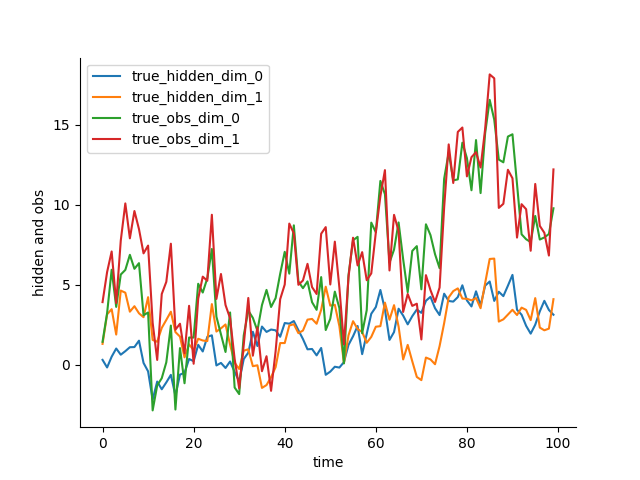 true_hidden_dim_0
true_hidden_dim_1
true_obs_dim_0
true_obs_dim_1
15
10
5
0
hidden and obs
0 20 40 60 80 100
time